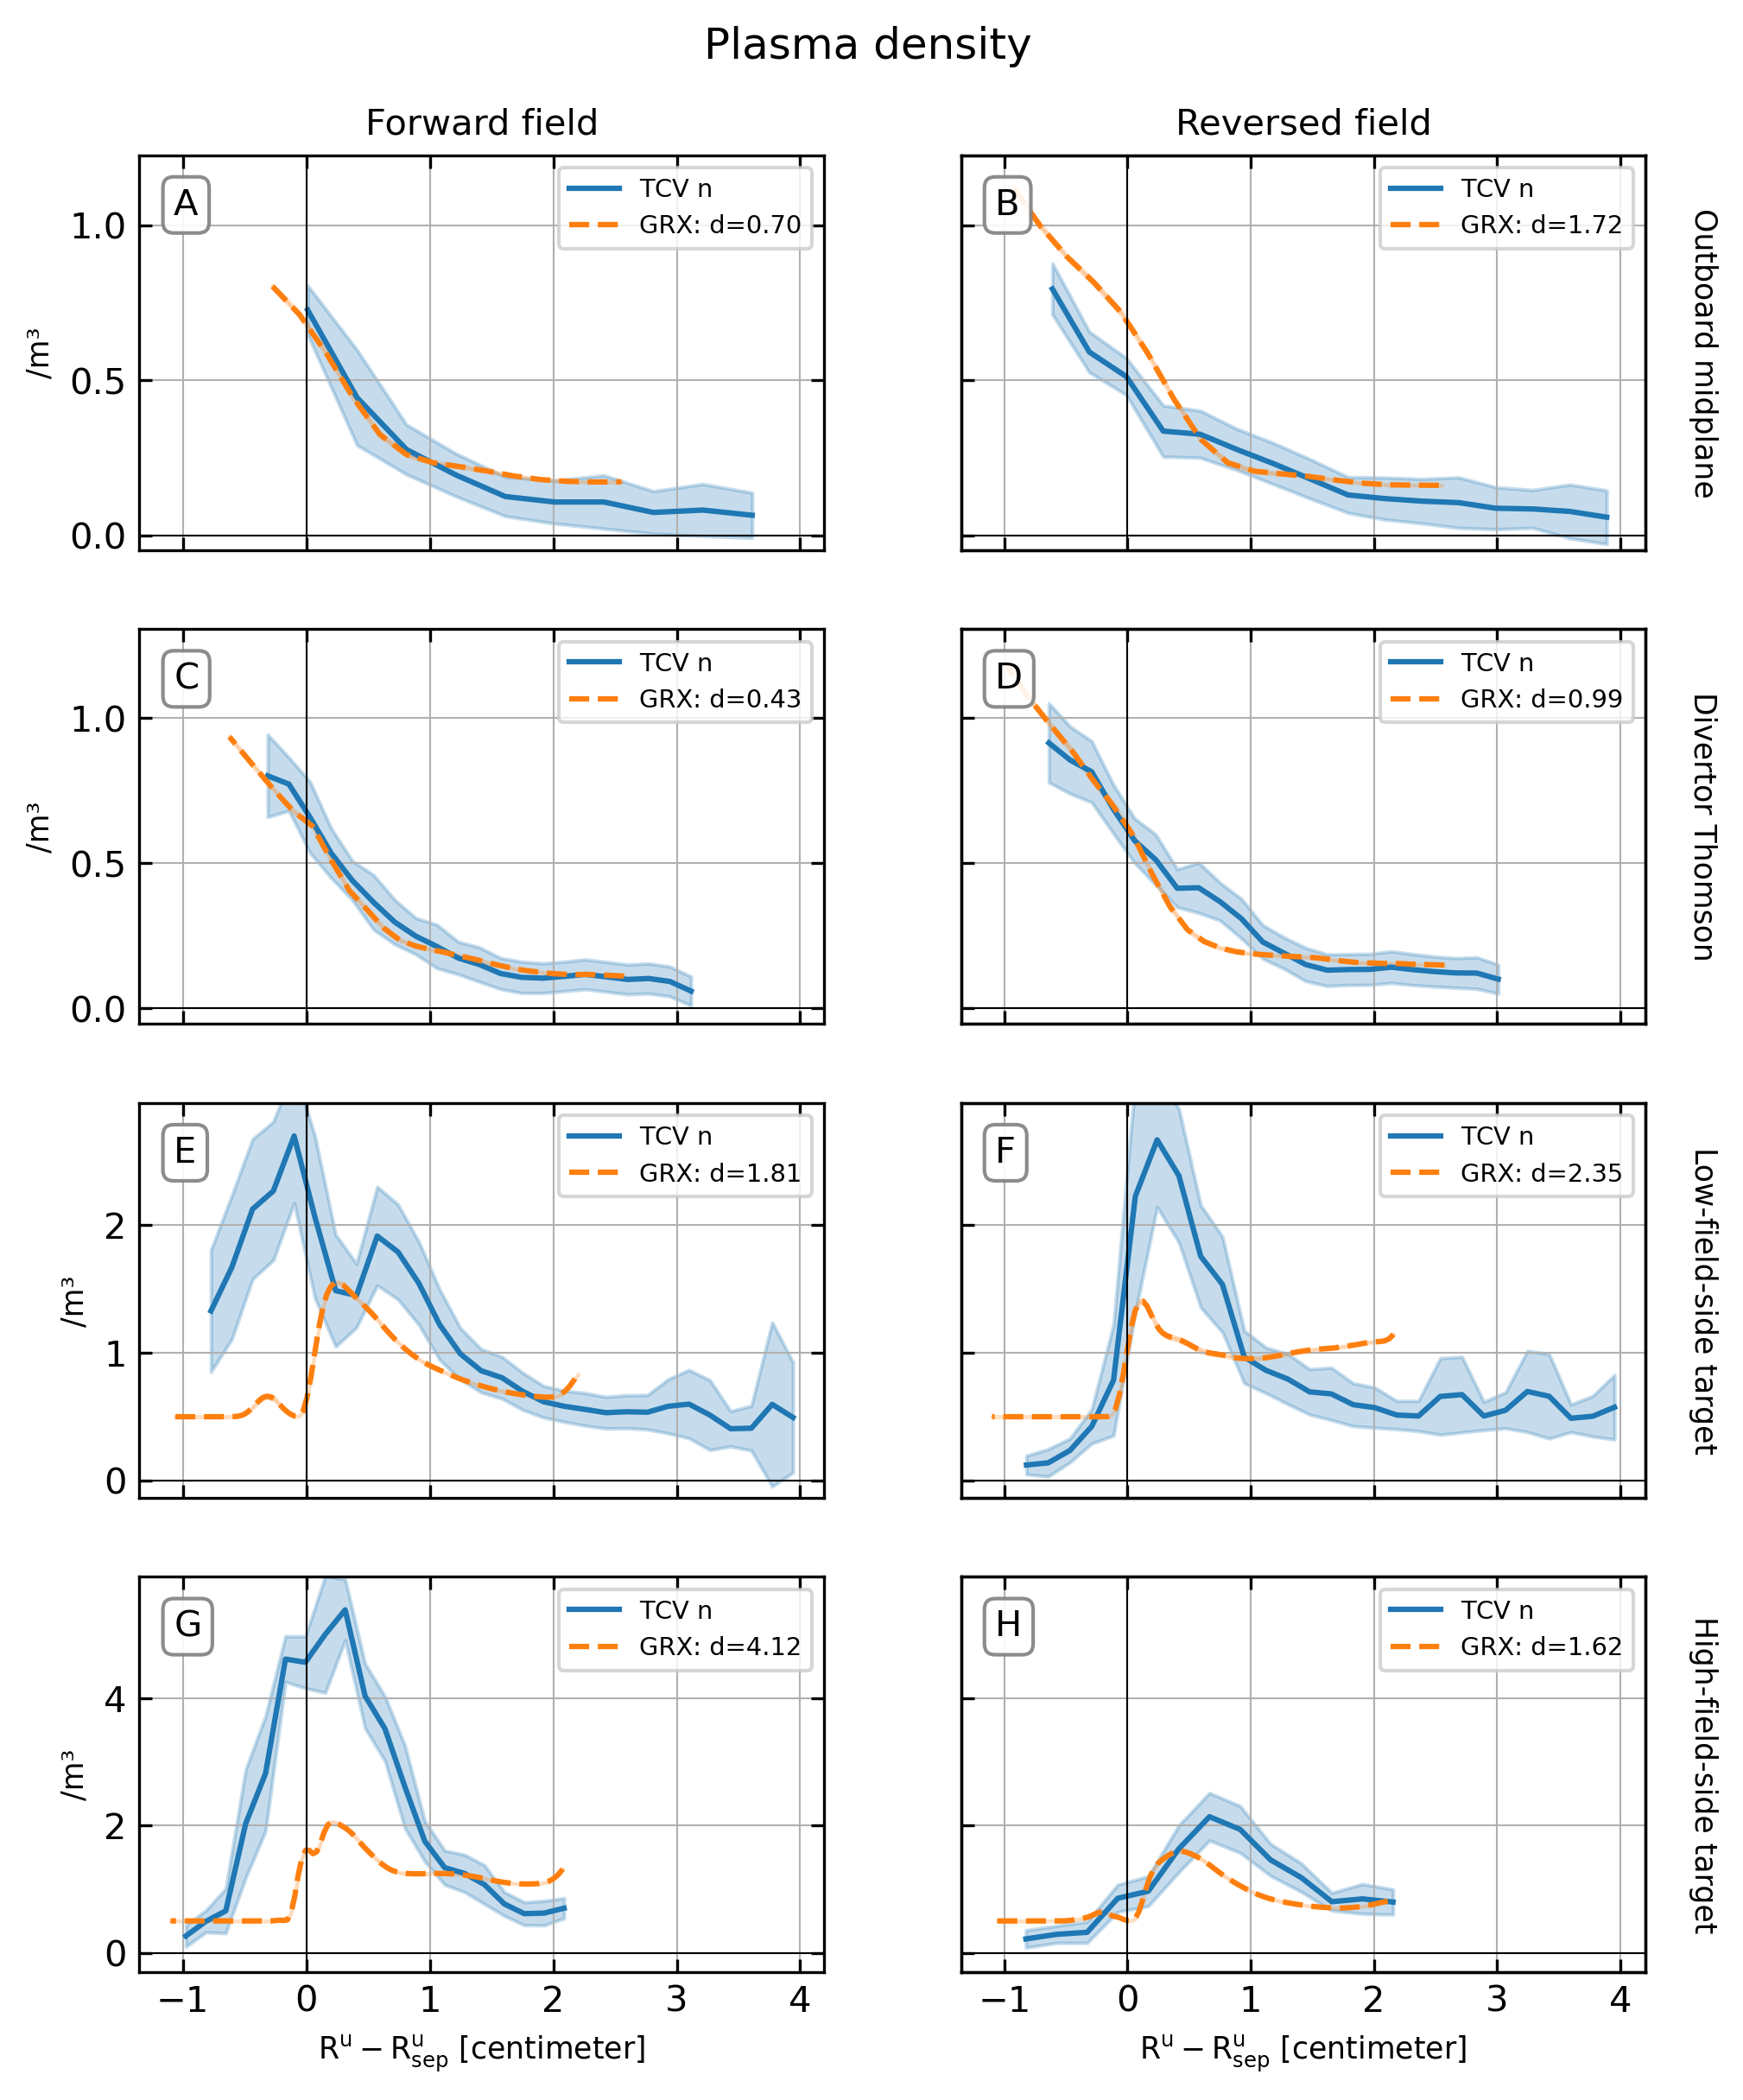 Plasma density
Forward field
Reversed field
A
TCV n
GRX: d=0.70
B
TCV n
GRX: d=1.72
1.0
0.5
0.0
/m³
Outboard midplane
C
TCV n
GRX: d=0.43
D
TCV n
GRX: d=0.99
1.0
0.5
0.0
/m³
Divertor Thomson
E
TCV n
GRX: d=1.81
F
TCV n
GRX: d=2.35
2
1
0
/m³
Low-field-side target
G
TCV n
GRX: d=4.12
H
TCV n
GRX: d=1.62
4
2
0
/m³
High-field-side target
−1 0 1 2 3 4
−1 0 1 2 3 4
Rᵘ − Rᵘsep [centimeter]
Rᵘ − Rᵘsep [centimeter]